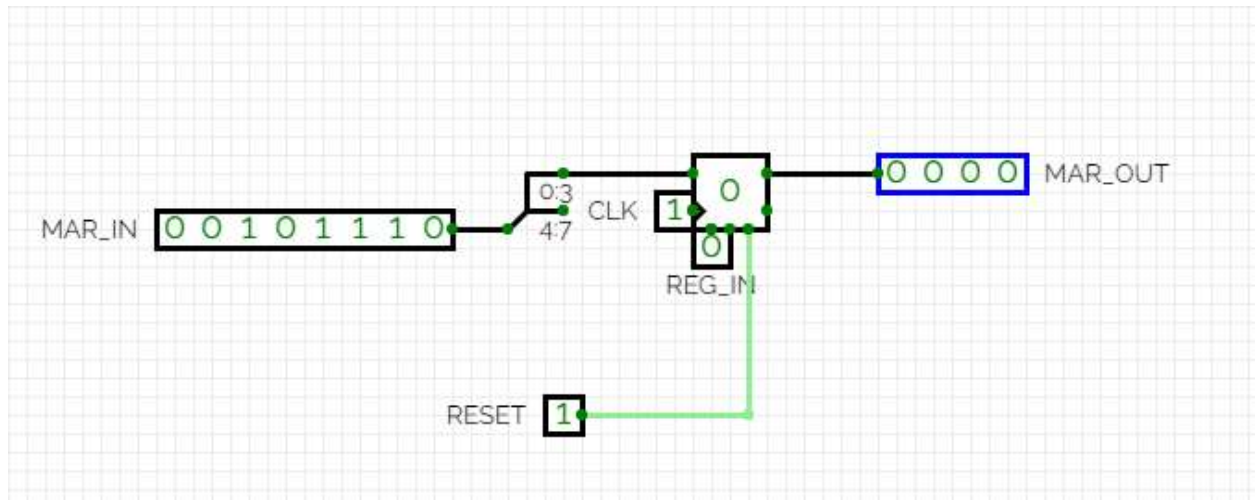 0 0 0 0 MAR_OUT
0
0:3
CLK 1
MAR_IN 0 0 1 0 1 1 1 0
4:7
0
REG_IN
RESET 1